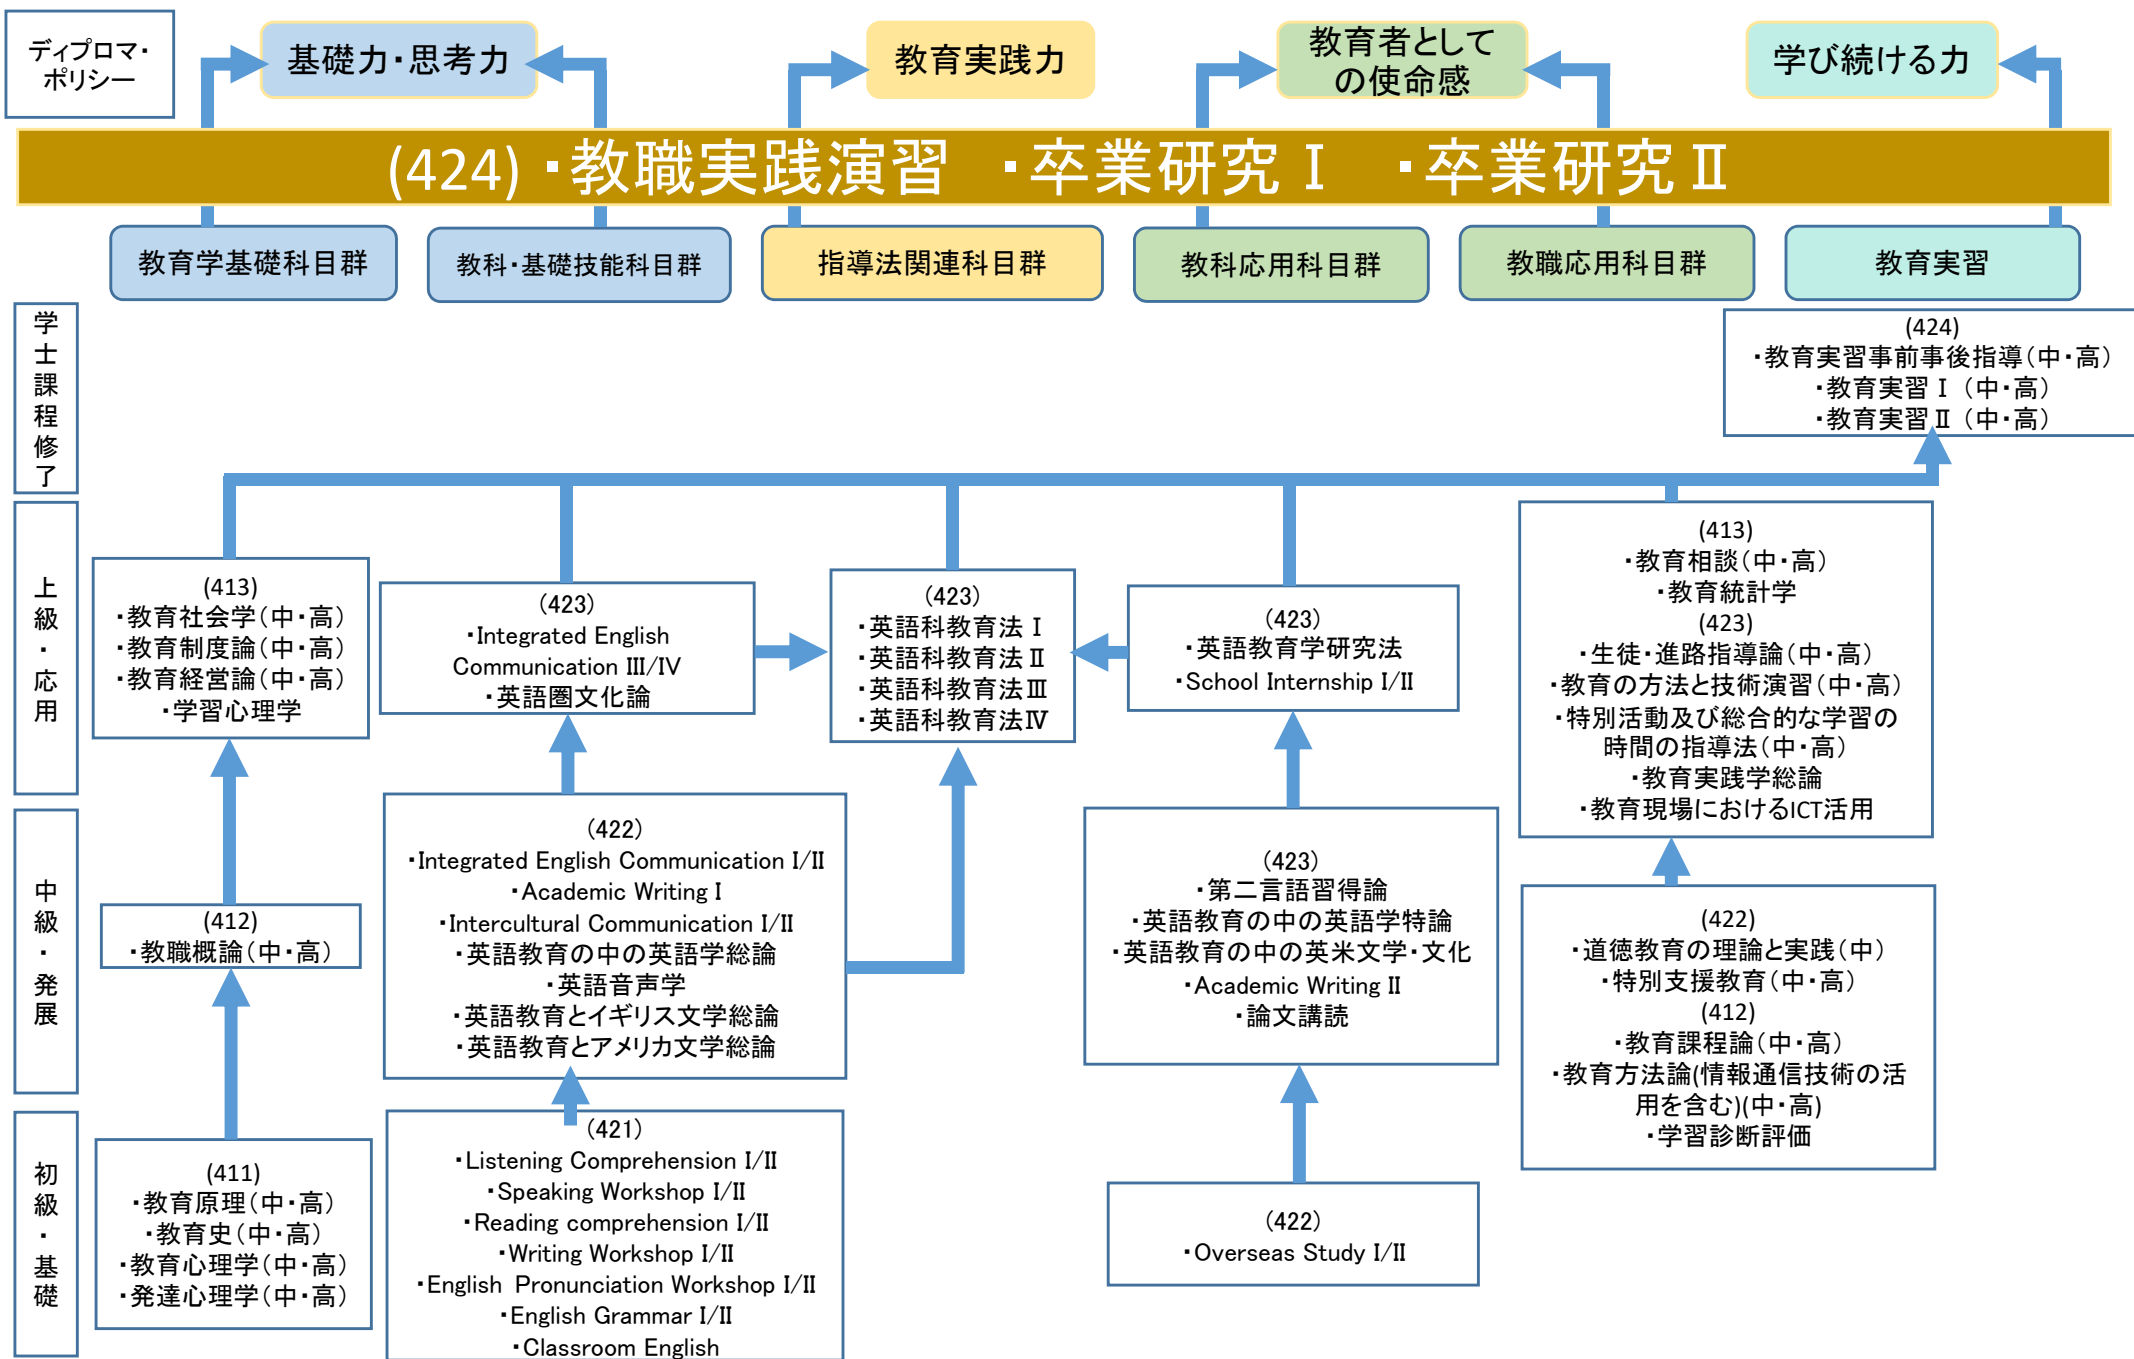 ディプロマ・
ポリシー
基礎力・思考力
教育実践力
教育者として
の使命感
学び続ける力
(424)・教職実践演習 ・卒業研究Ⅰ ・卒業研究Ⅱ
教育学基礎科目群
教科・基礎技能科目群
指導法関連科目群
教科応用科目群
教職応用科目群
教育実習
学士課程修了
(424)
・教育実習事前事後指導（中・高）
・教育実習Ⅰ（中・高）
・教育実習Ⅱ（中・高）
上級・応用
(413)
・教育社会学（中・高）
・教育制度論（中・高）
・教育経営論（中・高）
・学習心理学
（423）
・Integrated English
Communication III/IV
・英語圏文化論
（423）
・英語科教育法Ⅰ
・英語科教育法Ⅱ
・英語科教育法Ⅲ
・英語科教育法Ⅳ
（423）
・英語教育学研究法
・School Internship I/II
(413)
・教育相談（中・高）
・教育統計学
(423)
・生徒・進路指導論（中・高）
・教育の方法と技術演習（中・高）
・特別活動及び総合的な学習の
時間の指導法（中・高）
・教育実践学総論
・教育現場におけるICT活用
中級・発展
(412)
・教職概論（中・高）
（422）
・Integrated English Communication I/II
・Academic Writing I
・Intercultural Communication I/II
・英語教育の中の英語学総論
・英語音声学
・英語教育とイギリス文学総論
・英語教育とアメリカ文学総論
（423）
・第二言語習得論
・英語教育の中の英語学特論
・英語教育の中の英米文学・文化
・Academic Writing II
・論文講読
(422)
・道徳教育の理論と実践（中）
・特別支援教育（中・高）
(412)
・教育課程論（中・高）
・教育方法論(情報通信技術の活
用を含む)(中・高)
・学習診断評価
初級・基礎
(411)
・教育原理（中・高）
・教育史（中・高）
・教育心理学（中・高）
・発達心理学（中・高）
（421）
・Listening Comprehension I/II
・Speaking Workshop I/II
・Reading comprehension I/II
・Writing Workshop I/II
・English Pronunciation Workshop I/II
・English Grammar I/II
・Classroom English
（422）
・Overseas Study I/II